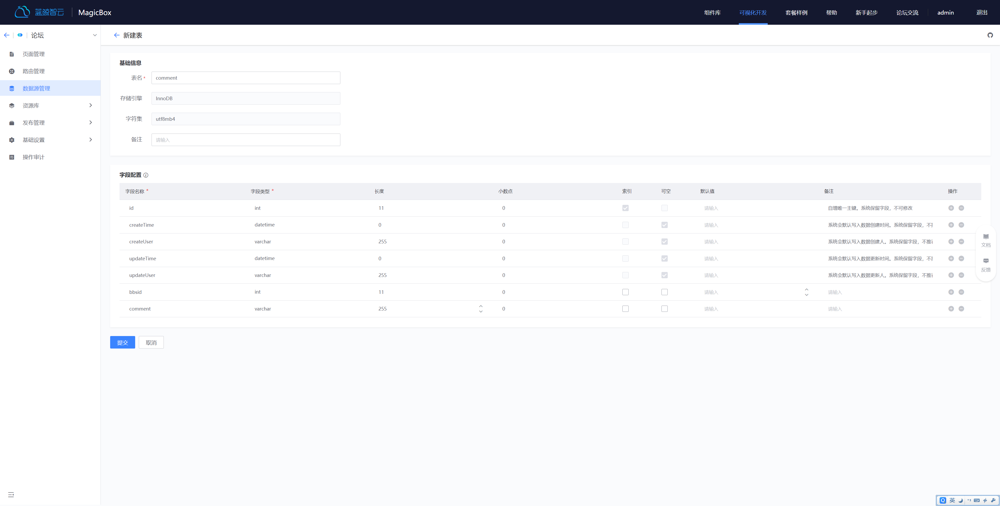 蓝鲸智云 MagicBox 组件库 可视化开发 套餐样例 帮助 新手起步 论坛交流 admin 退出
论坛
新建表
页面管理
路由管理
数据源管理
资源库
发布管理
基础设置
操作审计
基础信息
表名 * comment
存储引擎 InnoDB
字符集 utf8mb4
备注 请输入
字段配置
字段名称 * 字段类型 * 长度 小数点 索引 可空 默认值 备注 操作
id int 11 0 请输入 自增唯一主键。系统保留字段，不可修改
createTime datetime 0 0 请输入 系统会默认写入数据创建时间。系统保留字段，不
createUser varchar 255 0 请输入 系统会默认写入数据创建人。系统保留字段，不推
updateTime datetime 0 0 请输入 系统会默认写入数据更新时间。系统保留字段，不
updateUser varchar 255 0 请输入 系统会默认写入数据更新人。系统保留字段，不推
bbsid int 11 0 请输入 请输入
comment varchar 255 0 请输入 请输入
文档
反馈
提交 取消
英